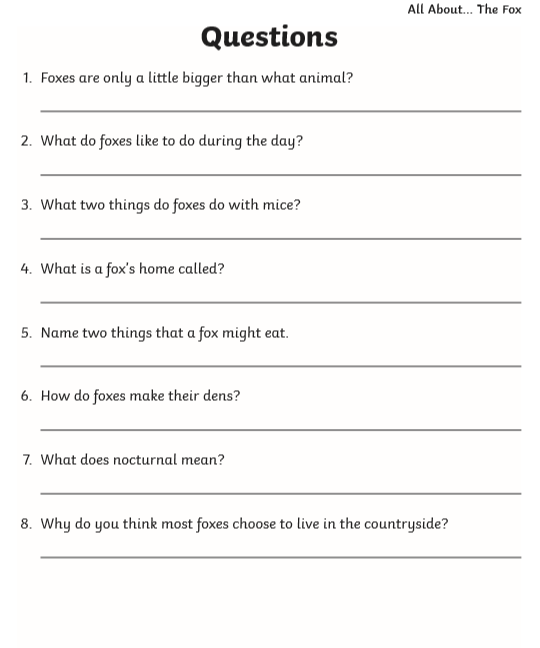 All About... The Fox
Questions
1. Foxes are only a little bigger than what animal?
2. What do foxes like to do during the day?
3. What two things do foxes do with mice?
4. What is a fox's home called?
5. Name two things that a fox might eat.
6. How do foxes make their dens?
7. What does nocturnal mean?
8. Why do you think most foxes choose to live in the countryside?